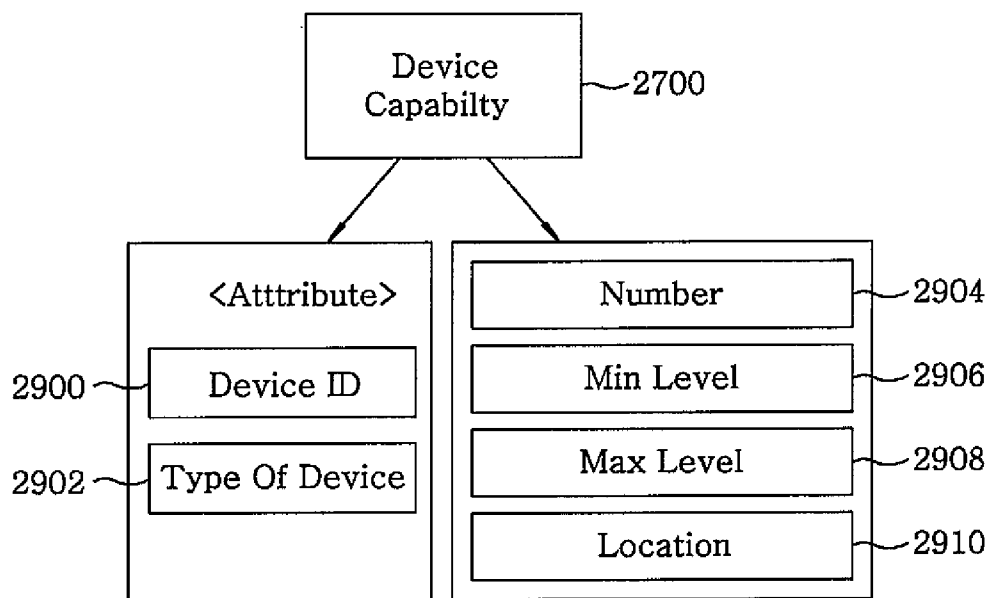 Device
Capabilty
2700
<Atttribute>
2900
Device ID
2902
Type Of Device
Number
2904
Min Level
2906
Max Level
2908
Location
2910